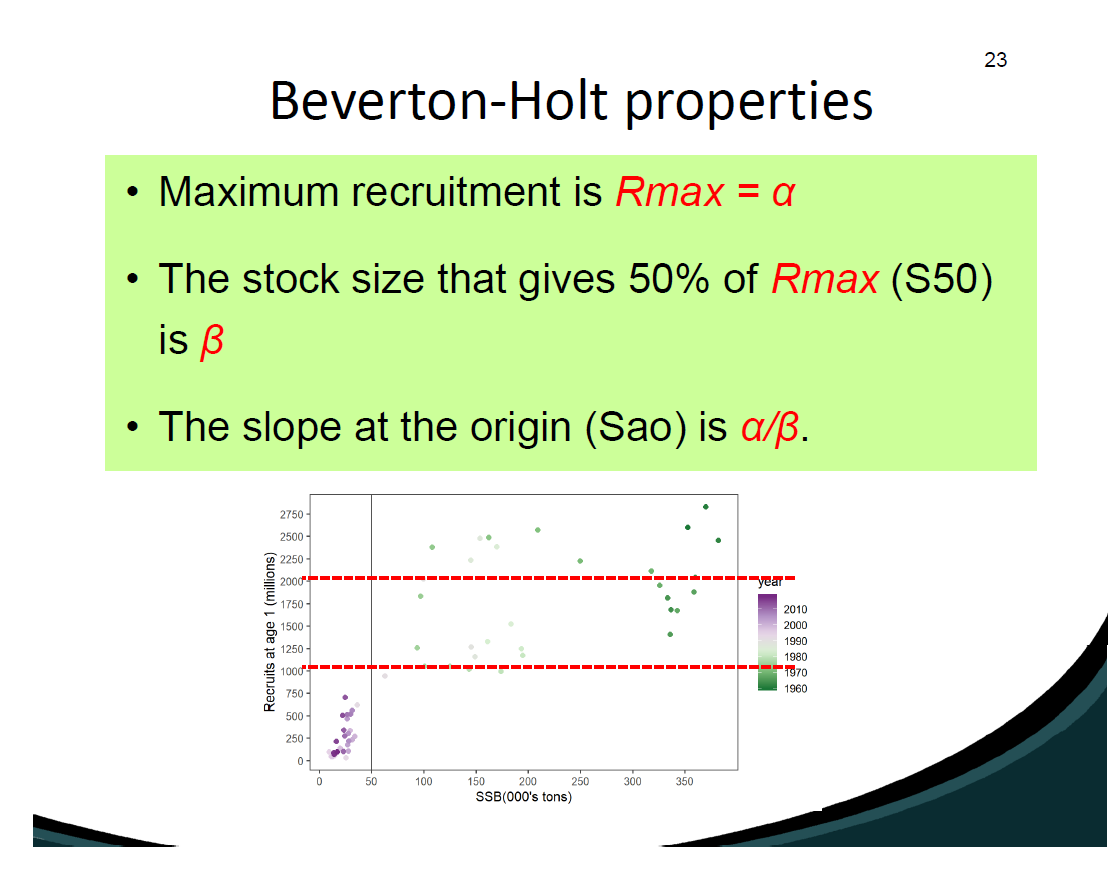 23
Beverton-Holt properties
• Maximum recruitment is Rmax = α
• The stock size that gives 50% of Rmax (S50)
is β
• The slope at the origin (Sao) is α/β.
Recruits at age 1 (millions)
2750
2500
2250
2000
1750
1500
1250
1000
750
500
250
0
0 50 100 150 200 250 300 350
SSB(000's tons)
year
2010
2000
1990
1980
1970
1960